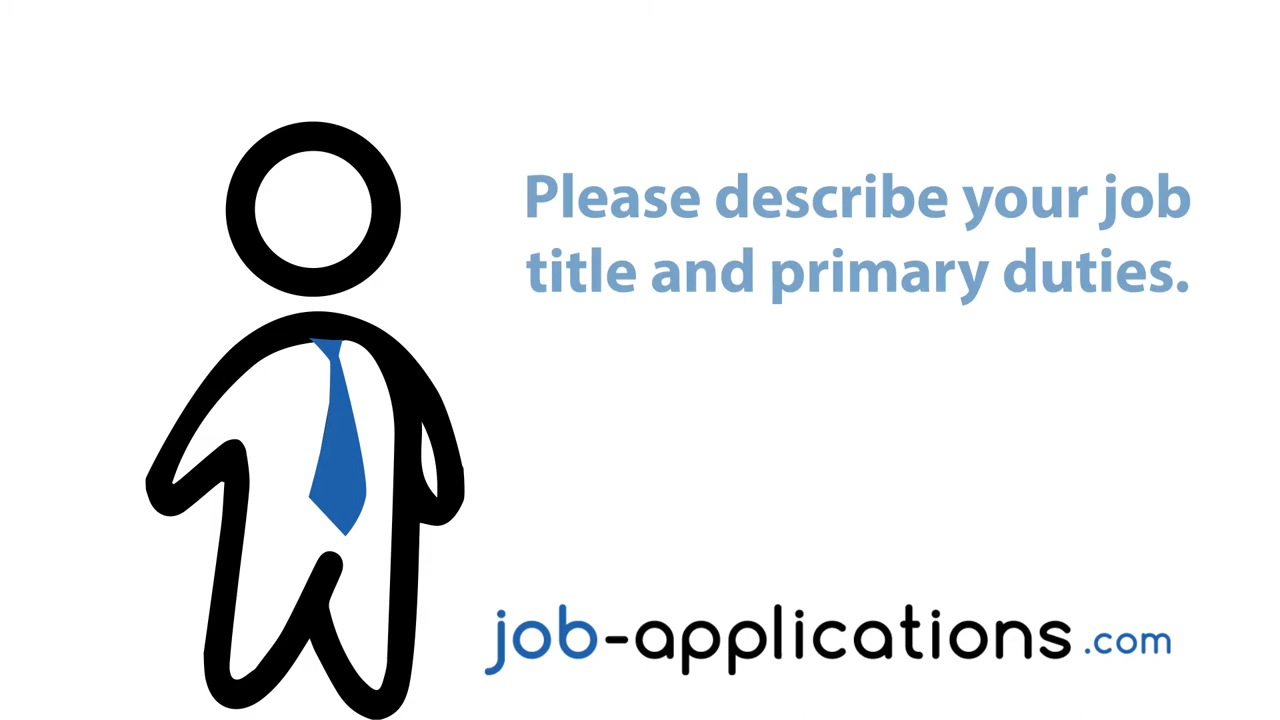 Please describe your job
title and primary duties.
job-applications.com